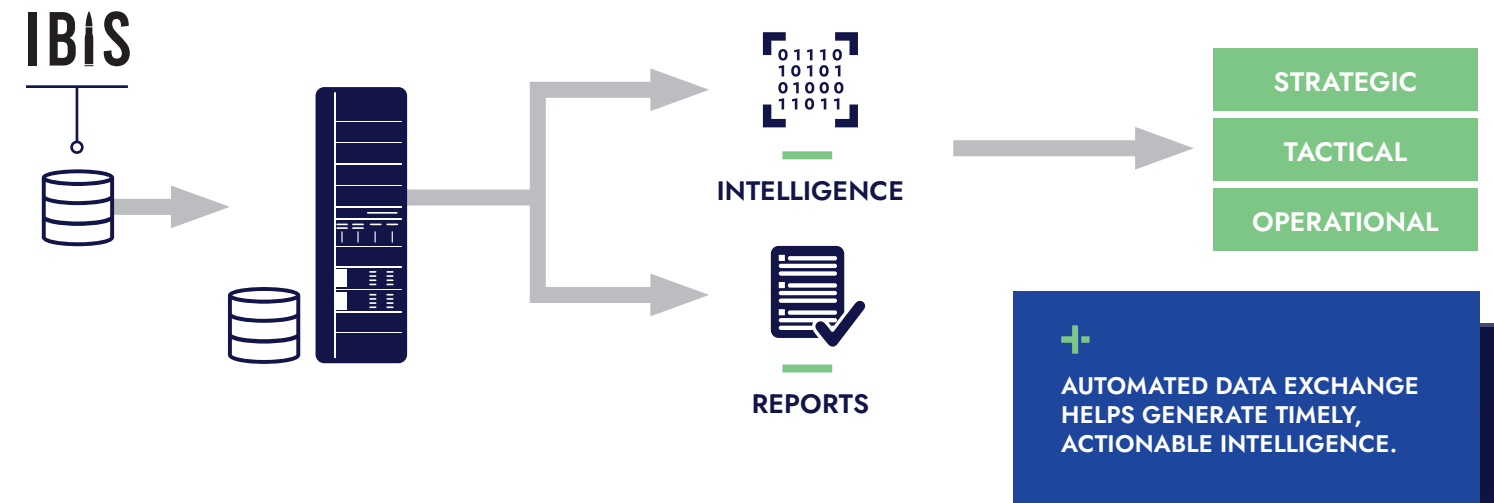 IBIS
01110
10101
01000
11011
INTELLIGENCE
REPORTS
STRATEGIC
TACTICAL
OPERATIONAL
AUTOMATED DATA EXCHANGE
HELPS GENERATE TIMELY,
ACTIONABLE INTELLIGENCE.